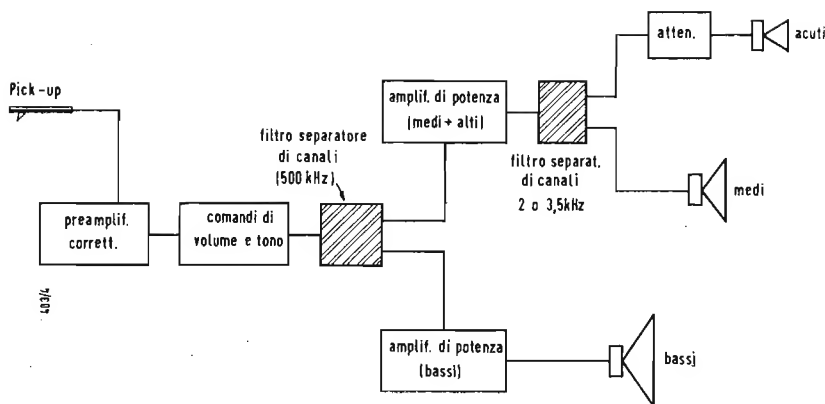 Pick-up
preamplif.
corrett.
403/4
comandi di
volume e tono
filtro separatore
di canali
(500 kHz)
amplif. di potenza
(medi + alti)
filtro separat.
di canali
2 o 3,5kHz
atten.
acuti
medi
amplif. di potenza
(bassi)
bassi